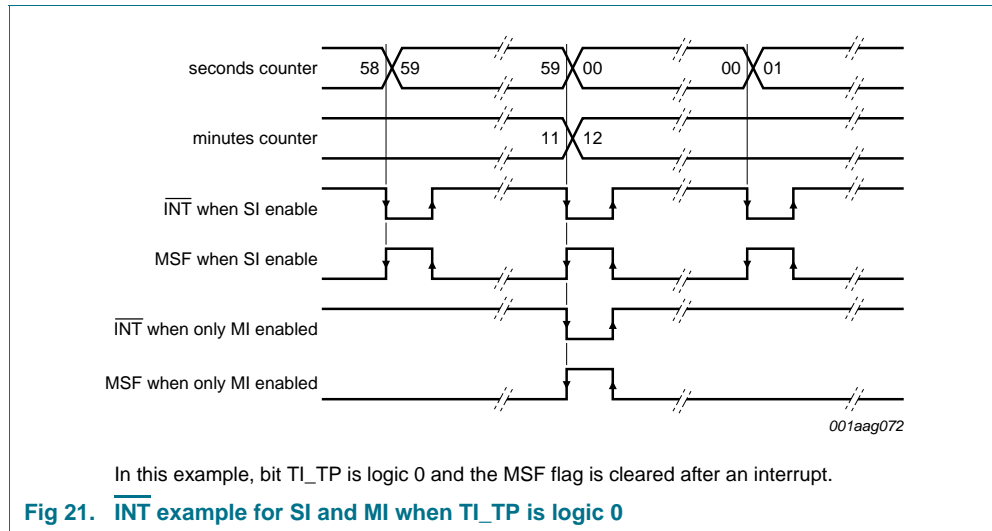 seconds counter 58 59 59 00 00 01
minutes counter 11 12
INT when SI enable
MSF when SI enable
INT when only MI enabled
MSF when only MI enabled
001aag072
In this example, bit TI_TP is logic 0 and the MSF flag is cleared after an interrupt.
Fig 21. INT example for SI and MI when TI_TP is logic 0